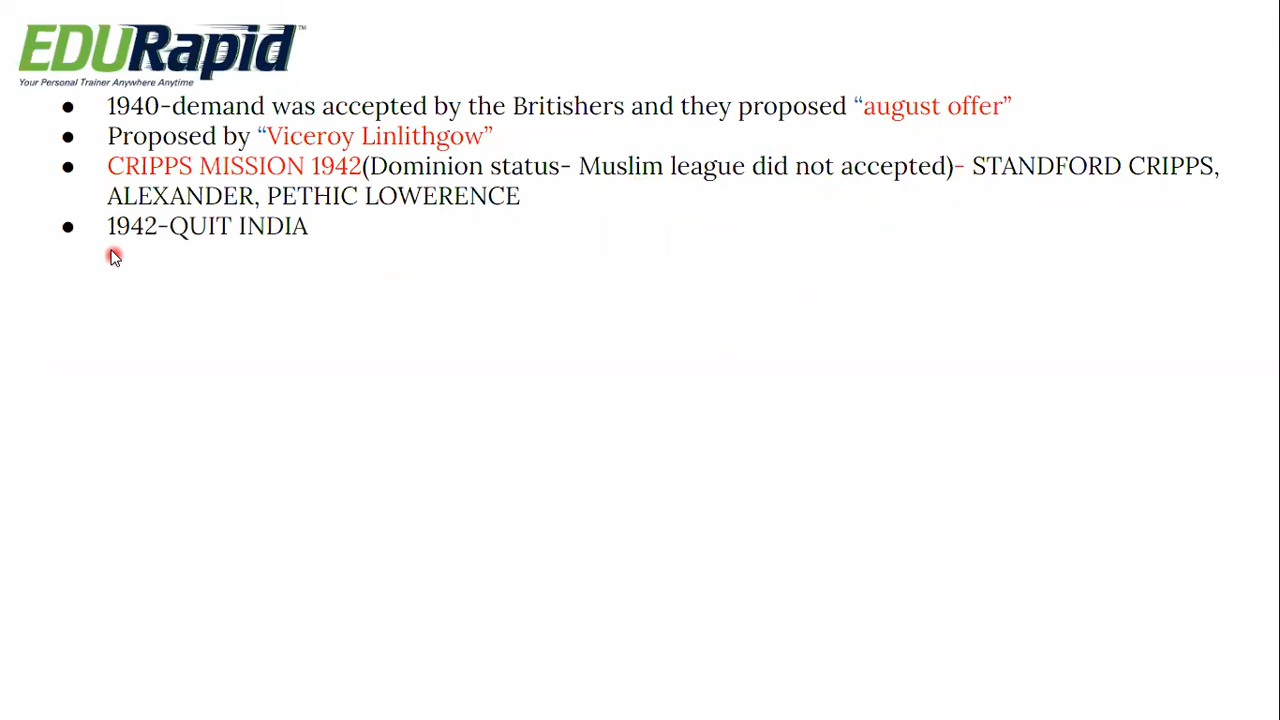 EDURapid™
Your Personal Trainer Anywhere Anytime
● 1940-demand was accepted by the Britishers and they proposed “august offer”
● Proposed by “Viceroy Linlithgow”
● CRIPPS MISSION 1942(Dominion status- Muslim league did not accepted)- STANDFORD CRIPPS,
ALEXANDER, PETHIC LOWERENCE
● 1942-QUIT INDIA